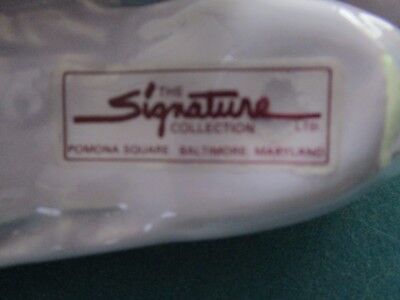 THE
Signature
COLLECTION LTD.
POMONA SQUARE BALTIMORE, MARYLAND